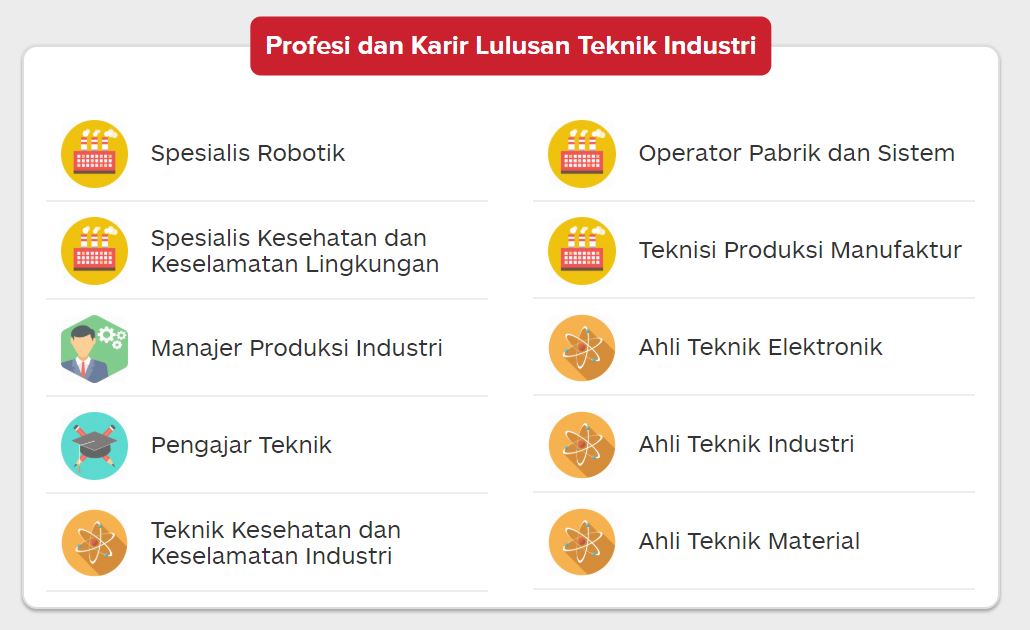 Profesi dan Karir Lulusan Teknik Industri
Spesialis Robotik
Spesialis Kesehatan dan
Keselamatan Lingkungan
Manajer Produksi Industri
Pengajar Teknik
Teknik Kesehatan dan
Keselamatan Industri
Operator Pabrik dan Sistem
Teknisi Produksi Manufaktur
Ahli Teknik Elektronik
Ahli Teknik Industri
Ahli Teknik Material